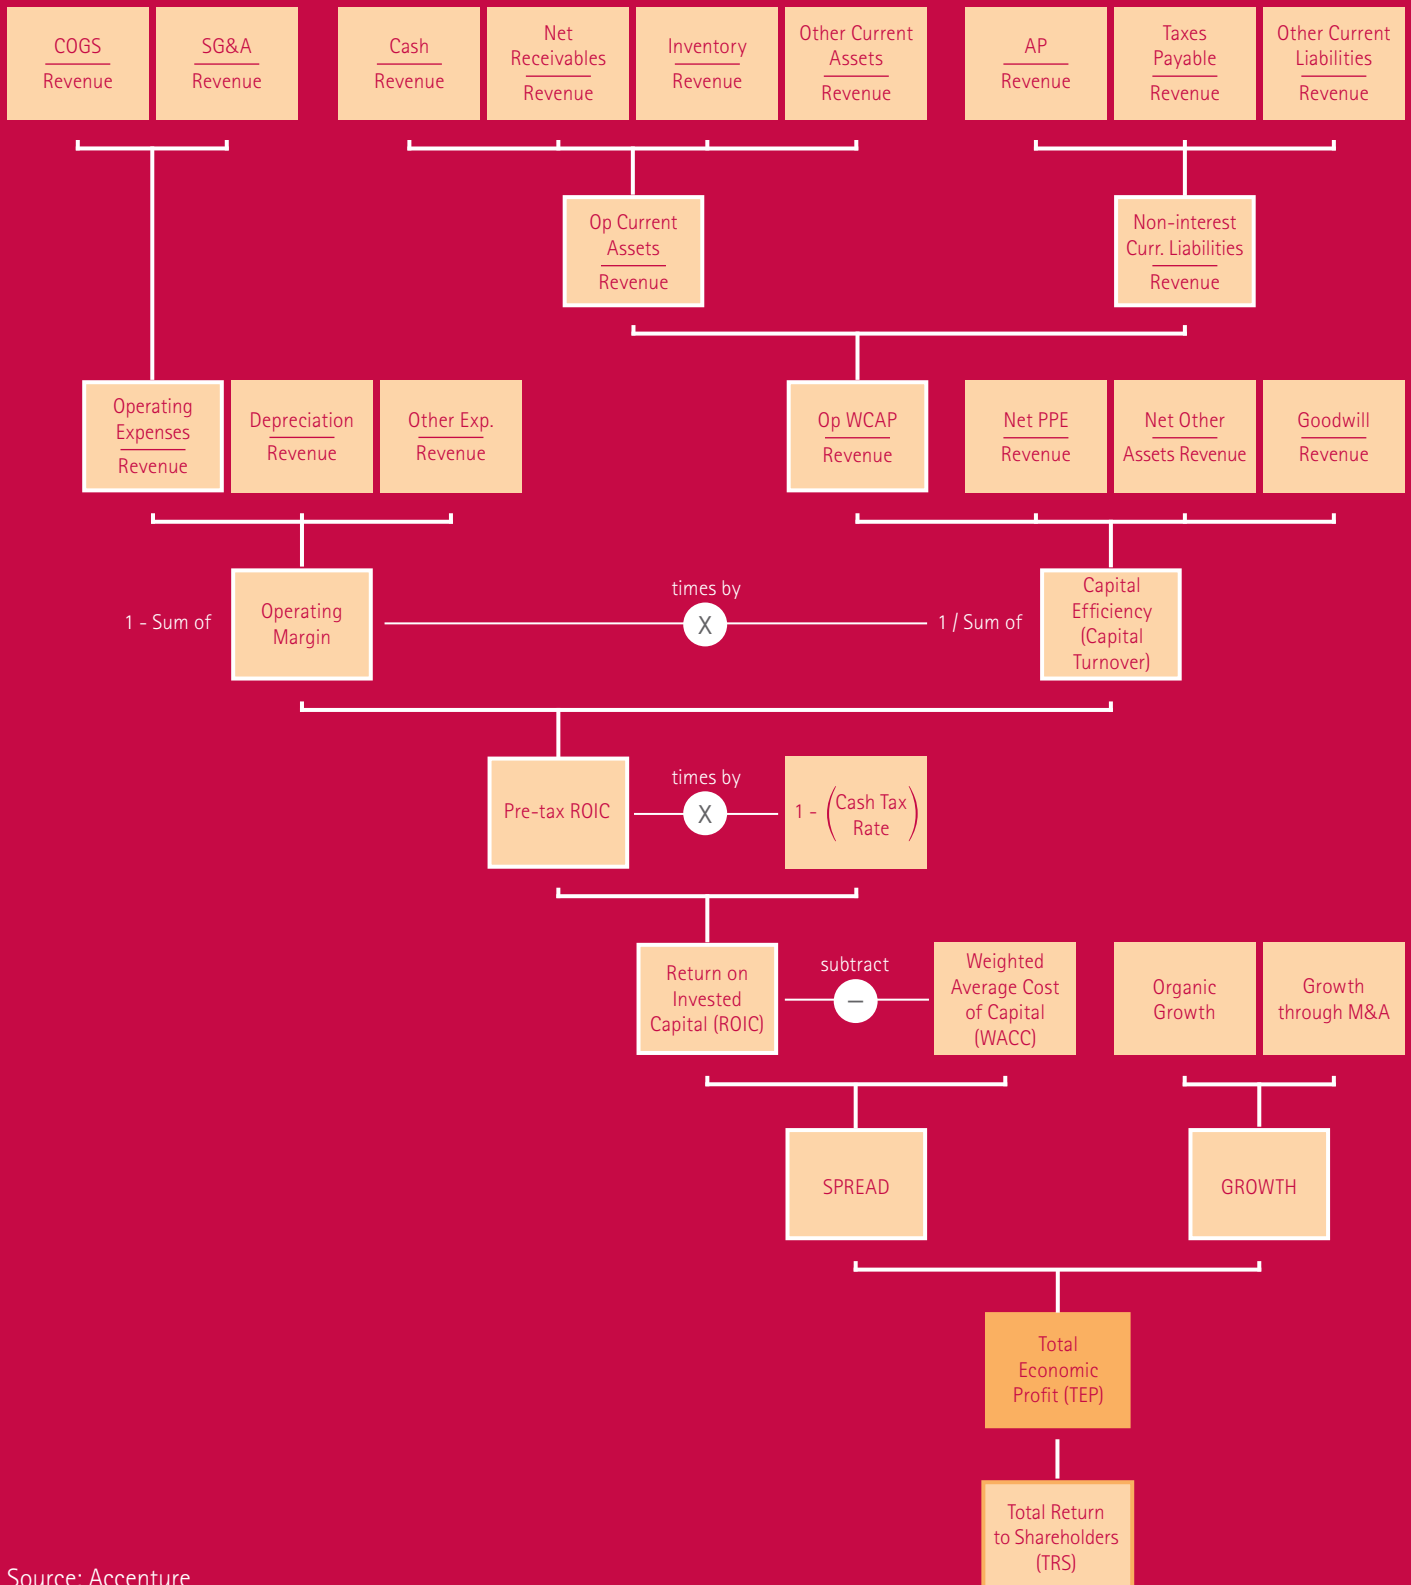 COGS
Revenue
SG&A
Revenue
Cash
Revenue
Net
Receivables
Revenue
Inventory
Revenue
Other Current
Assets
Revenue
AP
Revenue
Taxes
Payable
Revenue
Other Current
Liabilities
Revenue
Op Current
Assets
Revenue
Non-interest
Curr. Liabilities
Revenue
Operating
Expenses
Revenue
Depreciation
Revenue
Other Exp.
Revenue
Op WCAP
Revenue
Net PPE
Revenue
Net Other
Assets Revenue
Goodwill
Revenue
1 - Sum of
Operating
Margin
times by
X
1 / Sum of
Capital
Efficiency
(Capital
Turnover)
Pre-tax ROIC
times by
X
1 - (Cash Tax
Rate)
Return on
Invested
Capital (ROIC)
subtract
–
Weighted
Average Cost
of Capital
(WACC)
Organic
Growth
Growth
through M&A
SPREAD
GROWTH
Total
Economic
Profit (TEP)
Total Return
to Shareholders
(TRS)
Source: Accenture